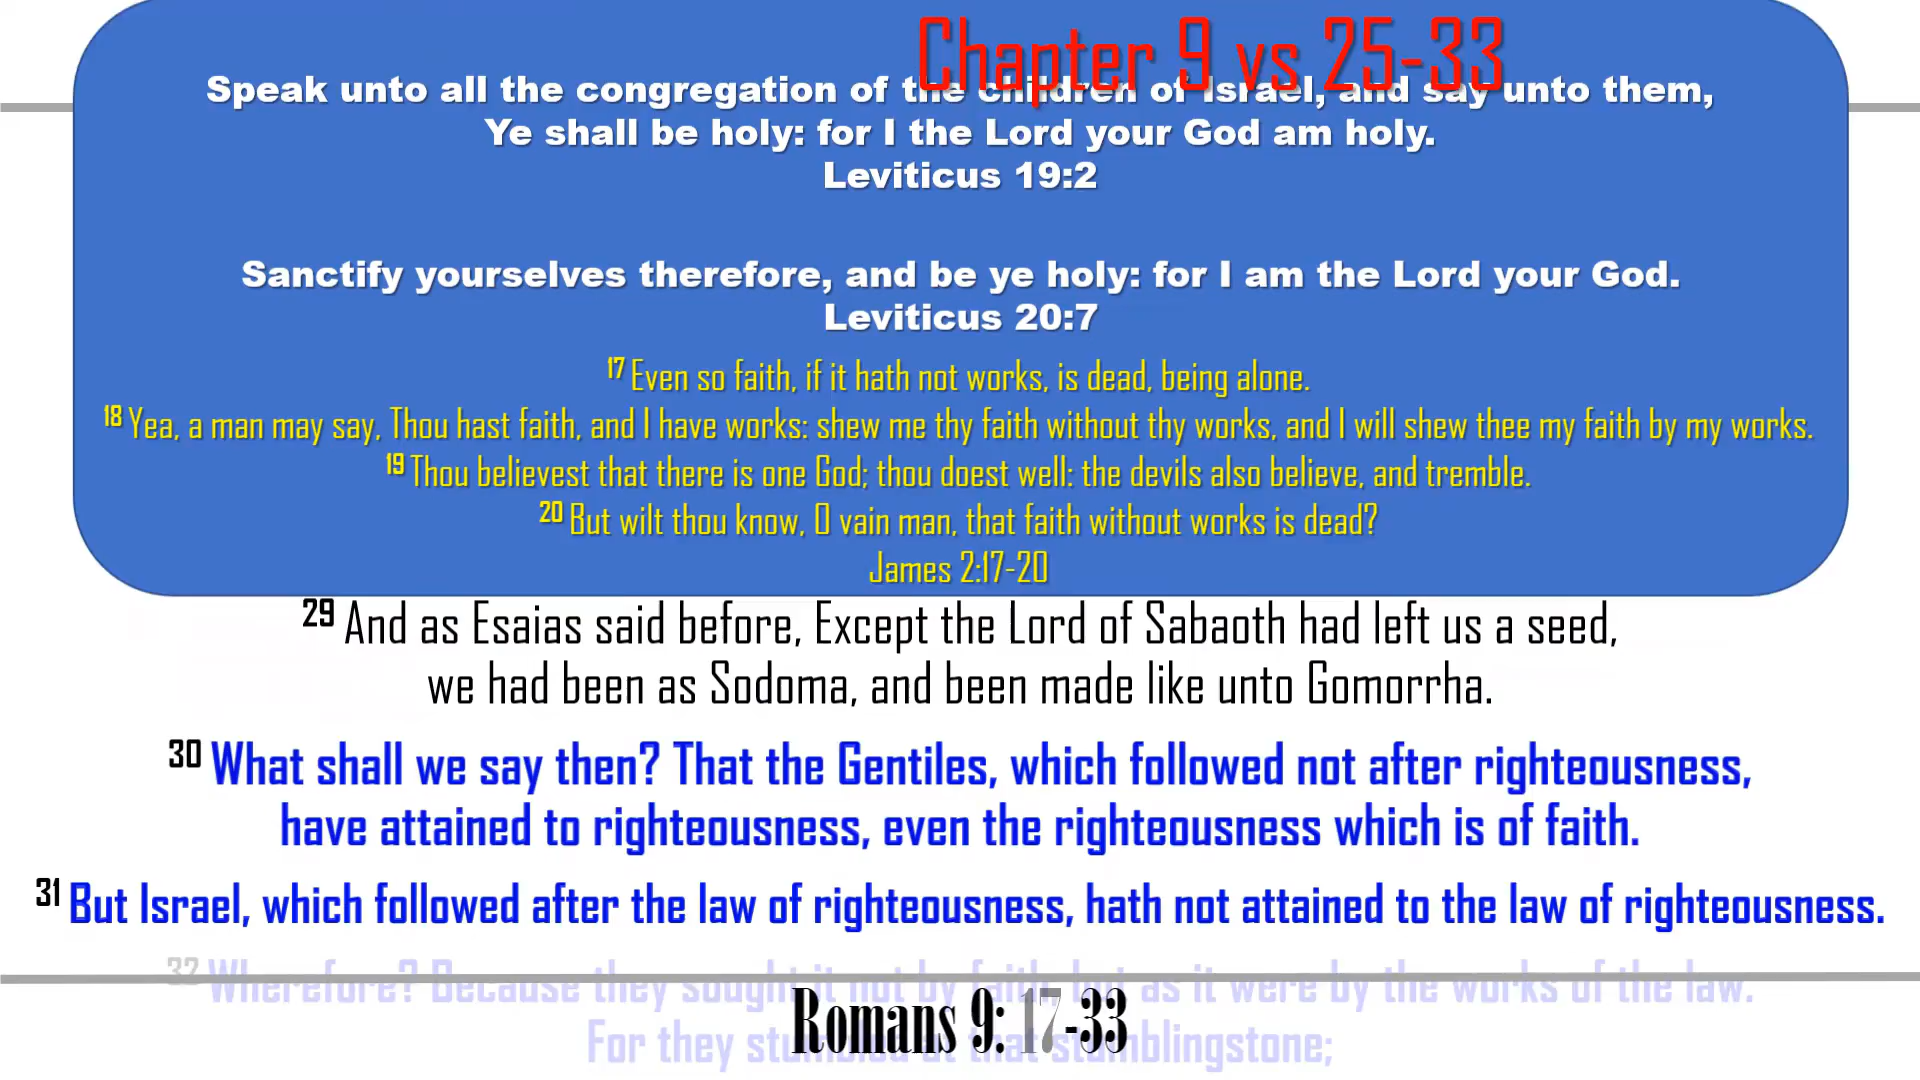 Chapter 9 vs 25-33
Speak unto all the congregation of the children of Israel, and say unto them,
Ye shall be holy: for I the Lord your God am holy.
Leviticus 19:2
Sanctify yourselves therefore, and be ye holy: for I am the Lord your God.
Leviticus 20:7
17 Even so faith, if it hath not works, is dead, being alone.
18 Yea, a man may say, Thou hast faith, and I have works: shew me thy faith without thy works, and I will shew thee my faith by my works.
19 Thou believest that there is one God; thou doest well: the devils also believe, and tremble.
20 But wilt thou know, O vain man, that faith without works is dead?
James 2:17-20
29 And as Esaias said before, Except the Lord of Sabaoth had left us a seed,
we had been as Sodoma, and been made like unto Gomorrha.
30 What shall we say then? That the Gentiles, which followed not after righteousness,
have attained to righteousness, even the righteousness which is of faith.
31 But Israel, which followed after the law of righteousness, hath not attained to the law of righteousness.
32 Wherefore? Because they sought it not by faith, but as it were by the works of the law.
For they stumbled at that stumblingstone;
Romans 9: 17-33